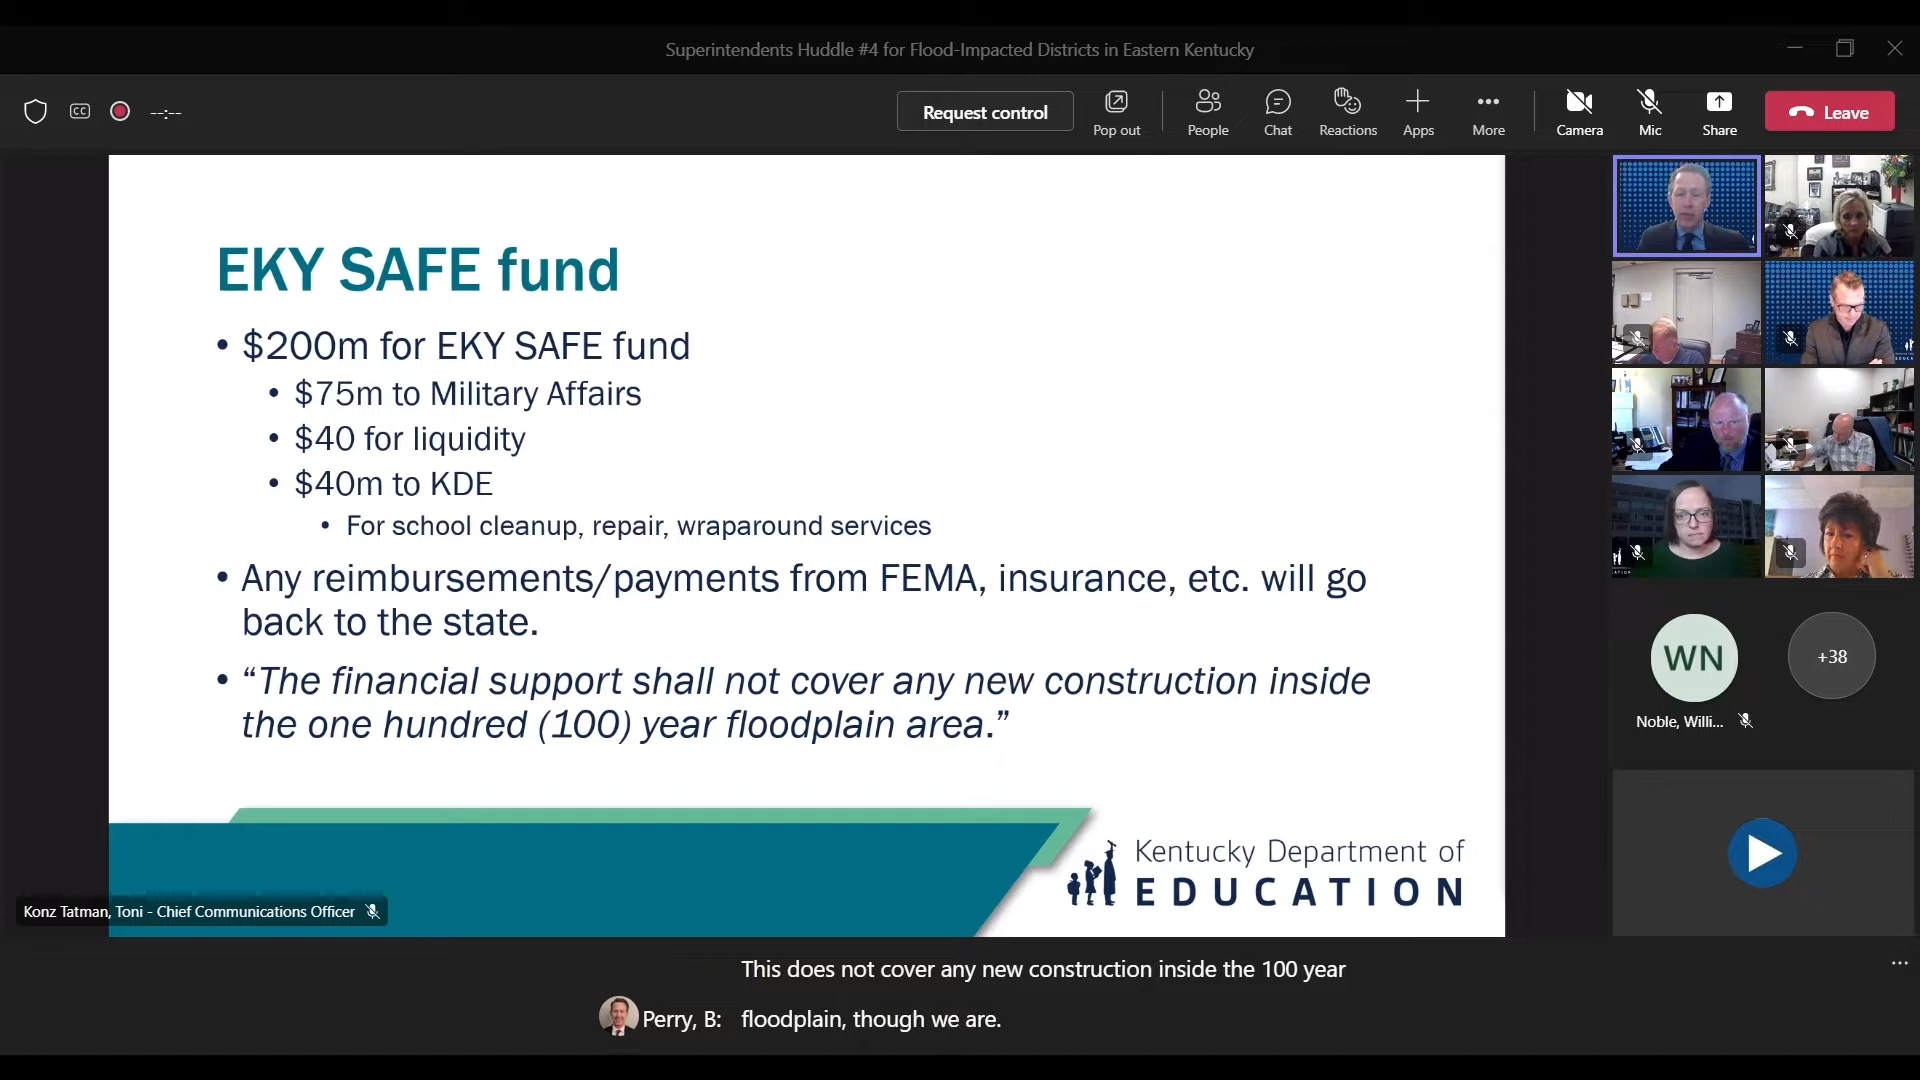 Superintendents Huddle #4 for Flood-Impacted Districts in Eastern Kentucky
CC
--:--
Request control
Pop out
People
Chat
Reactions
Apps
More
Camera
Mic
Share
Leave
EKY SAFE fund
• $200m for EKY SAFE fund
• $75m to Military Affairs
• $40 for liquidity
• $40m to KDE
• For school cleanup, repair, wraparound services
• Any reimbursements/payments from FEMA, insurance, etc. will go
back to the state.
• “The financial support shall not cover any new construction inside
the one hundred (100) year floodplain area.”
Kentucky Department of
EDUCATION
Konz Tatman, Toni - Chief Communications Officer
WN
+38
Noble, Willi...
This does not cover any new construction inside the 100 year
Perry, B: floodplain, though we are.